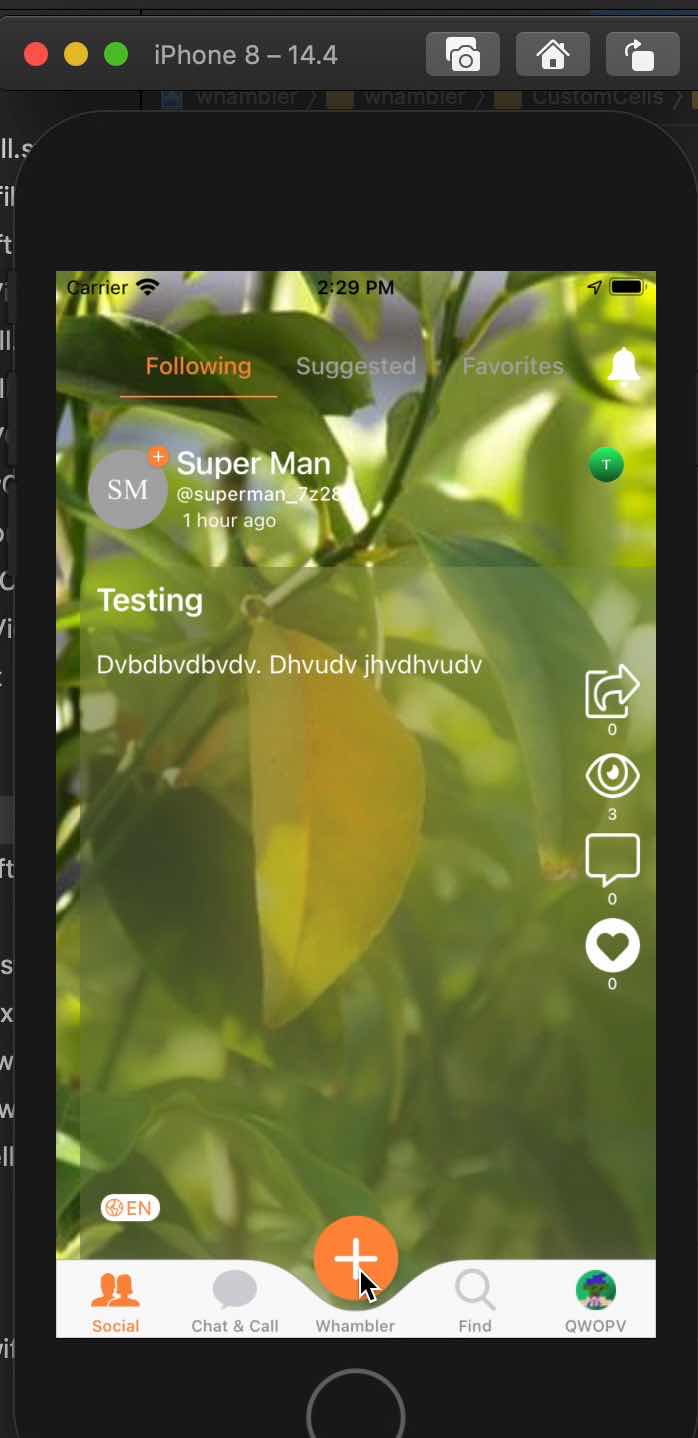 iPhone 8 – 14.4
whambler
whambler
CustomCells
Carrier
2:29 PM
Following
Suggested
Favorites
Super Man
SM
@superman_7z28
1 hour ago
T
Testing
Dvbdbvdbvdv. Dhvudv jhvdhvudv
0
3
0
0
EN
Social
Chat & Call
Whambler
Find
QWOPV